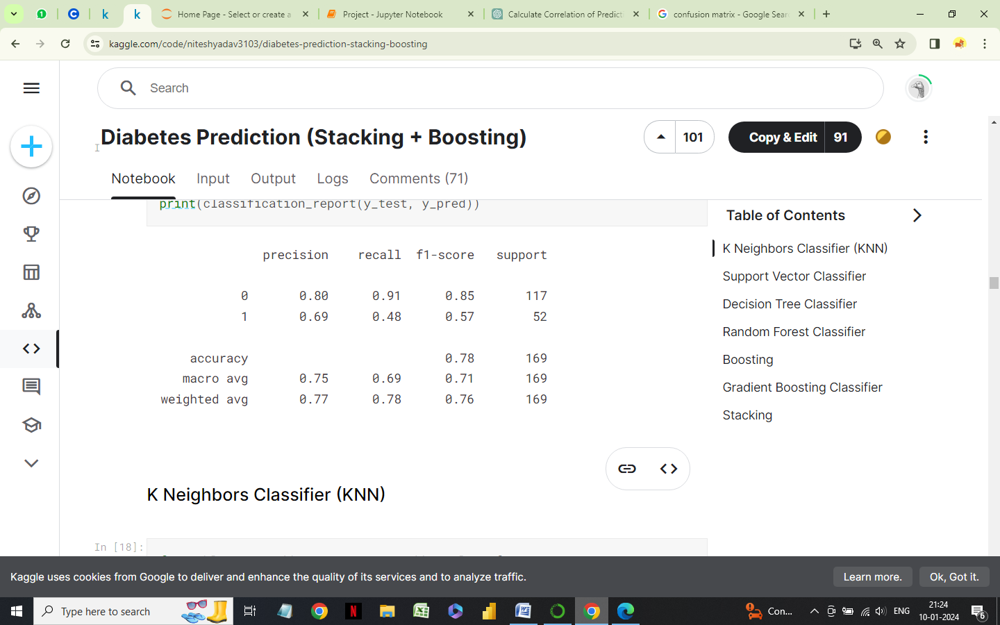 Home Page - Select or create a
Project - Jupyter Notebook
Calculate Correlation of Predicti
confusion matrix - Google Sear
kaggle.com/code/niteshyadav3103/diabetes-prediction-stacking-boosting
Search
Diabetes Prediction (Stacking + Boosting)
101
Copy & Edit 91
Notebook Input Output Logs Comments (71)
print(classification_report(y_test, y_pred))
precision recall f1-score support
0 0.80 0.91 0.85 117
1 0.69 0.48 0.57 52
accuracy 0.78 169
macro avg 0.75 0.69 0.71 169
weighted avg 0.77 0.78 0.76 169
K Neighbors Classifier (KNN)
In [18]:
Table of Contents
K Neighbors Classifier (KNN)
Support Vector Classifier
Decision Tree Classifier
Random Forest Classifier
Boosting
Gradient Boosting Classifier
Stacking
Kaggle uses cookies from Google to deliver and enhance the quality of its services and to analyze traffic.
Learn more.
Ok, Got it.
Type here to search
Con...
ENG
21:24
10-01-2024
6